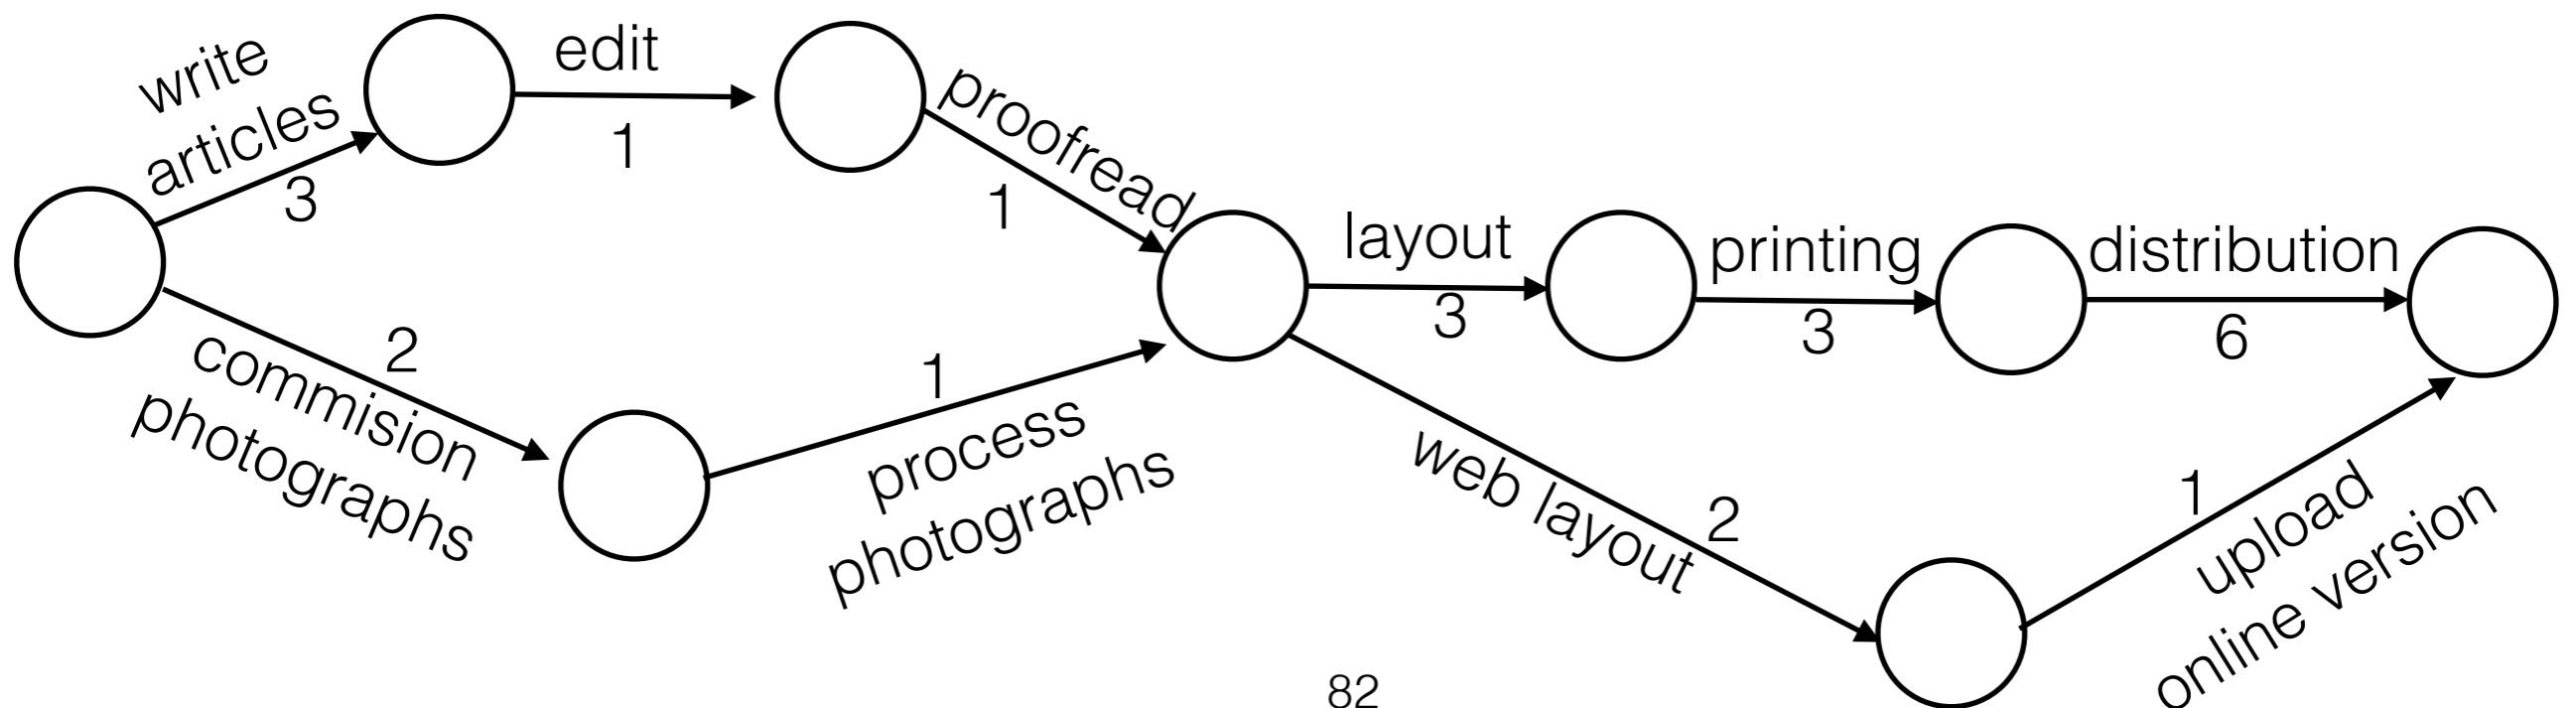 write
articles
3
edit
1
proofread
1
commision
photographs
2
process
photographs
1
layout
3
printing
3
distribution
6
web layout
2
upload
online version
1
82